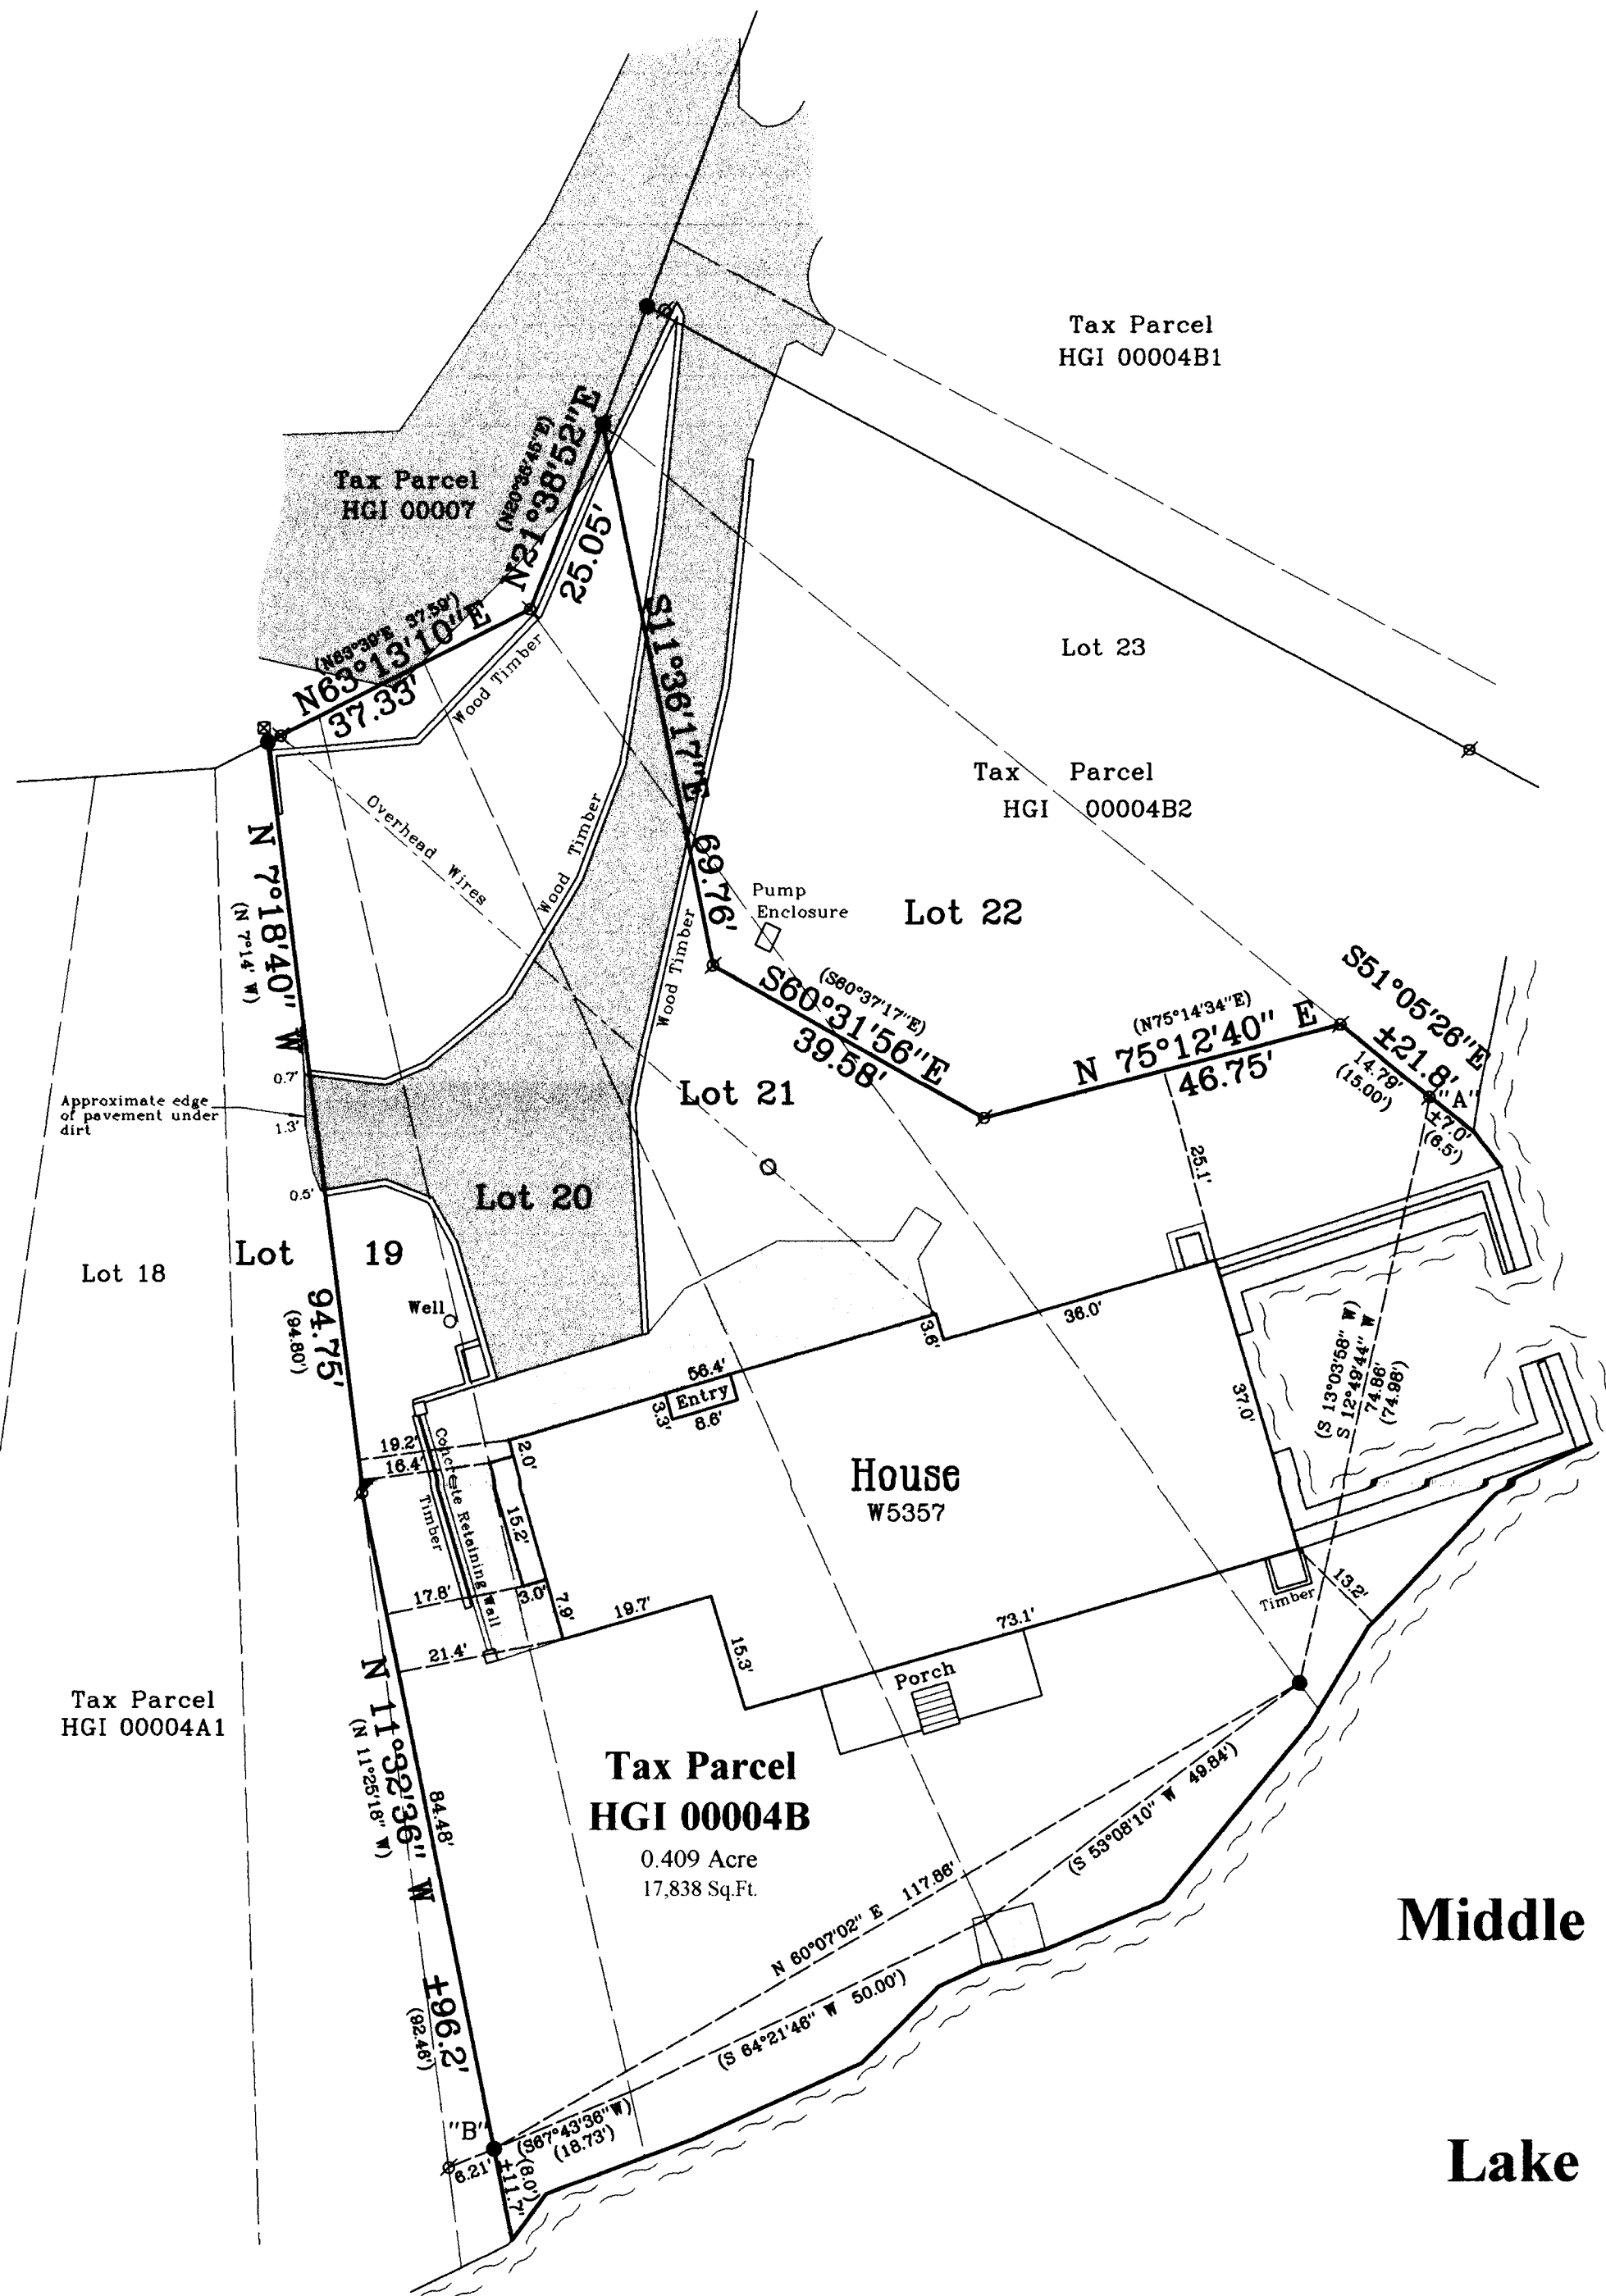 Tax Parcel
HGI 00004B1
Tax Parcel
HGI 00007
(N20°36'45"E)
N21°38'52"E
25.05'
(N63°39'E 37.59')
N63°13'10"E
37.33'
Wood Timber
S11°36'17"E
69.76'
Lot 23
Tax Parcel
HGI 00004B2
Overhead Wires
Wood Timber
Wood Timber
Pump
Enclosure
Lot 22
N 7°18'40" W
(N 7°14' W)
94.75'
(94.80')
(S60°37'17"E)
S60°31'56"E
39.58'
(N75°14'34"E)
N 75°12'40" E
46.75'
S51°05'26"E
±21.8'
14.79'
(15.00')
"A"
±7.0'
(6.5')
0.7'
Approximate edge
of pavement under
dirt
1.3'
0.5'
Lot 21
25.1'
Lot 20
Lot 19
Lot 18
Well
3.6'
36.0'
37.0'
(S 13°03'58" W)
S 12°49'44" W
74.86'
(74.98')
56.4'
Entry
3.3'
8.6'
19.2'
16.4'
2.0'
Concrete Retaining Wall
Timber
15.2'
House
W5357
17.8'
3.0'
7.9'
19.7'
21.4'
15.3'
73.1'
Timber
13.2'
Porch
Tax Parcel
HGI 00004A1
N 11°32'36" W
(N 11°25'18" W)
84.48'
±96.2'
(92.46')
Tax Parcel
HGI 00004B
0.409 Acre
17,838 Sq.Ft.
N 60°07'02" E 117.86'
(S 53°08'10" W 49.84')
(S 64°21'46" W 50.00')
Middle
"B"
(S67°43'36"W)
(18.73')
6.21'
(8.0')
±11.7'
Lake